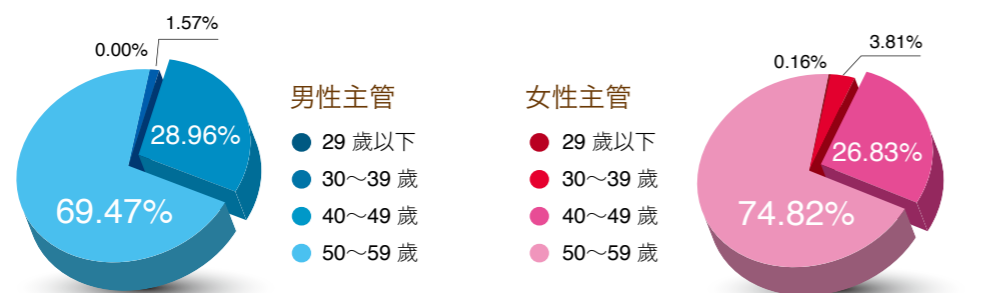 1.57%
0.00%
28.96%
69.47%
男性主管
29 歲以下
30～39 歲
40～49 歲
50～59 歲
女性主管
29 歲以下
30～39 歲
40～49 歲
50～59 歲
3.81%
0.16%
26.83%
74.82%